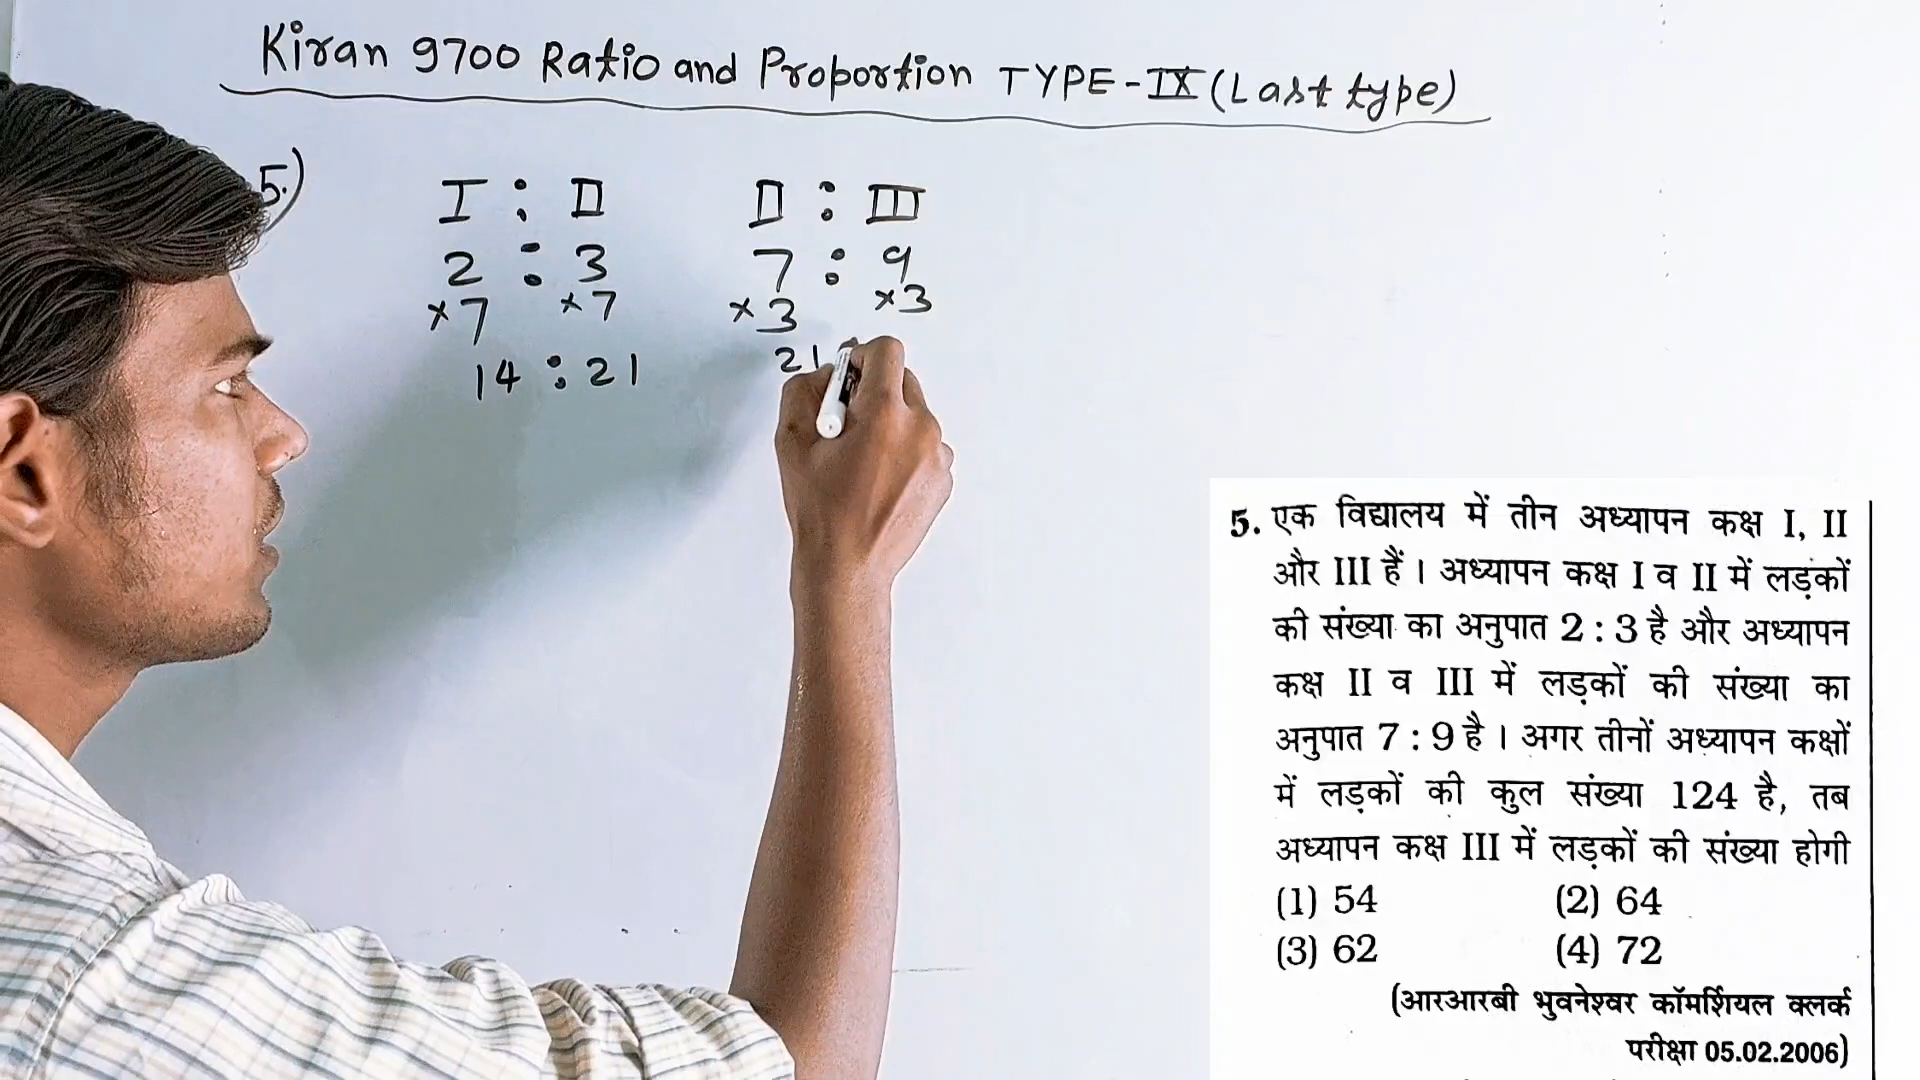 Kiran 9700 Ratio and Proportion TYPE-IX (Last type)
5.)
I : II II : III
2 : 3 7 : 9
×7 ×7 ×3 ×3
14 : 21 21
5. एक विद्यालय में तीन अध्यापन कक्ष I, II
और III हैं । अध्यापन कक्ष I व II में लड़कों
की संख्या का अनुपात 2 : 3 है और अध्यापन
कक्ष II व III में लड़कों की संख्या का
अनुपात 7 : 9 है । अगर तीनों अध्यापन कक्षों
में लड़कों की कुल संख्या 124 है, तब
अध्यापन कक्ष III में लड़कों की संख्या होगी
(1) 54 (2) 64
(3) 62 (4) 72
(आरआरबी भुवनेश्वर कॉमर्शियल क्लर्क
परीक्षा 05.02.2006)